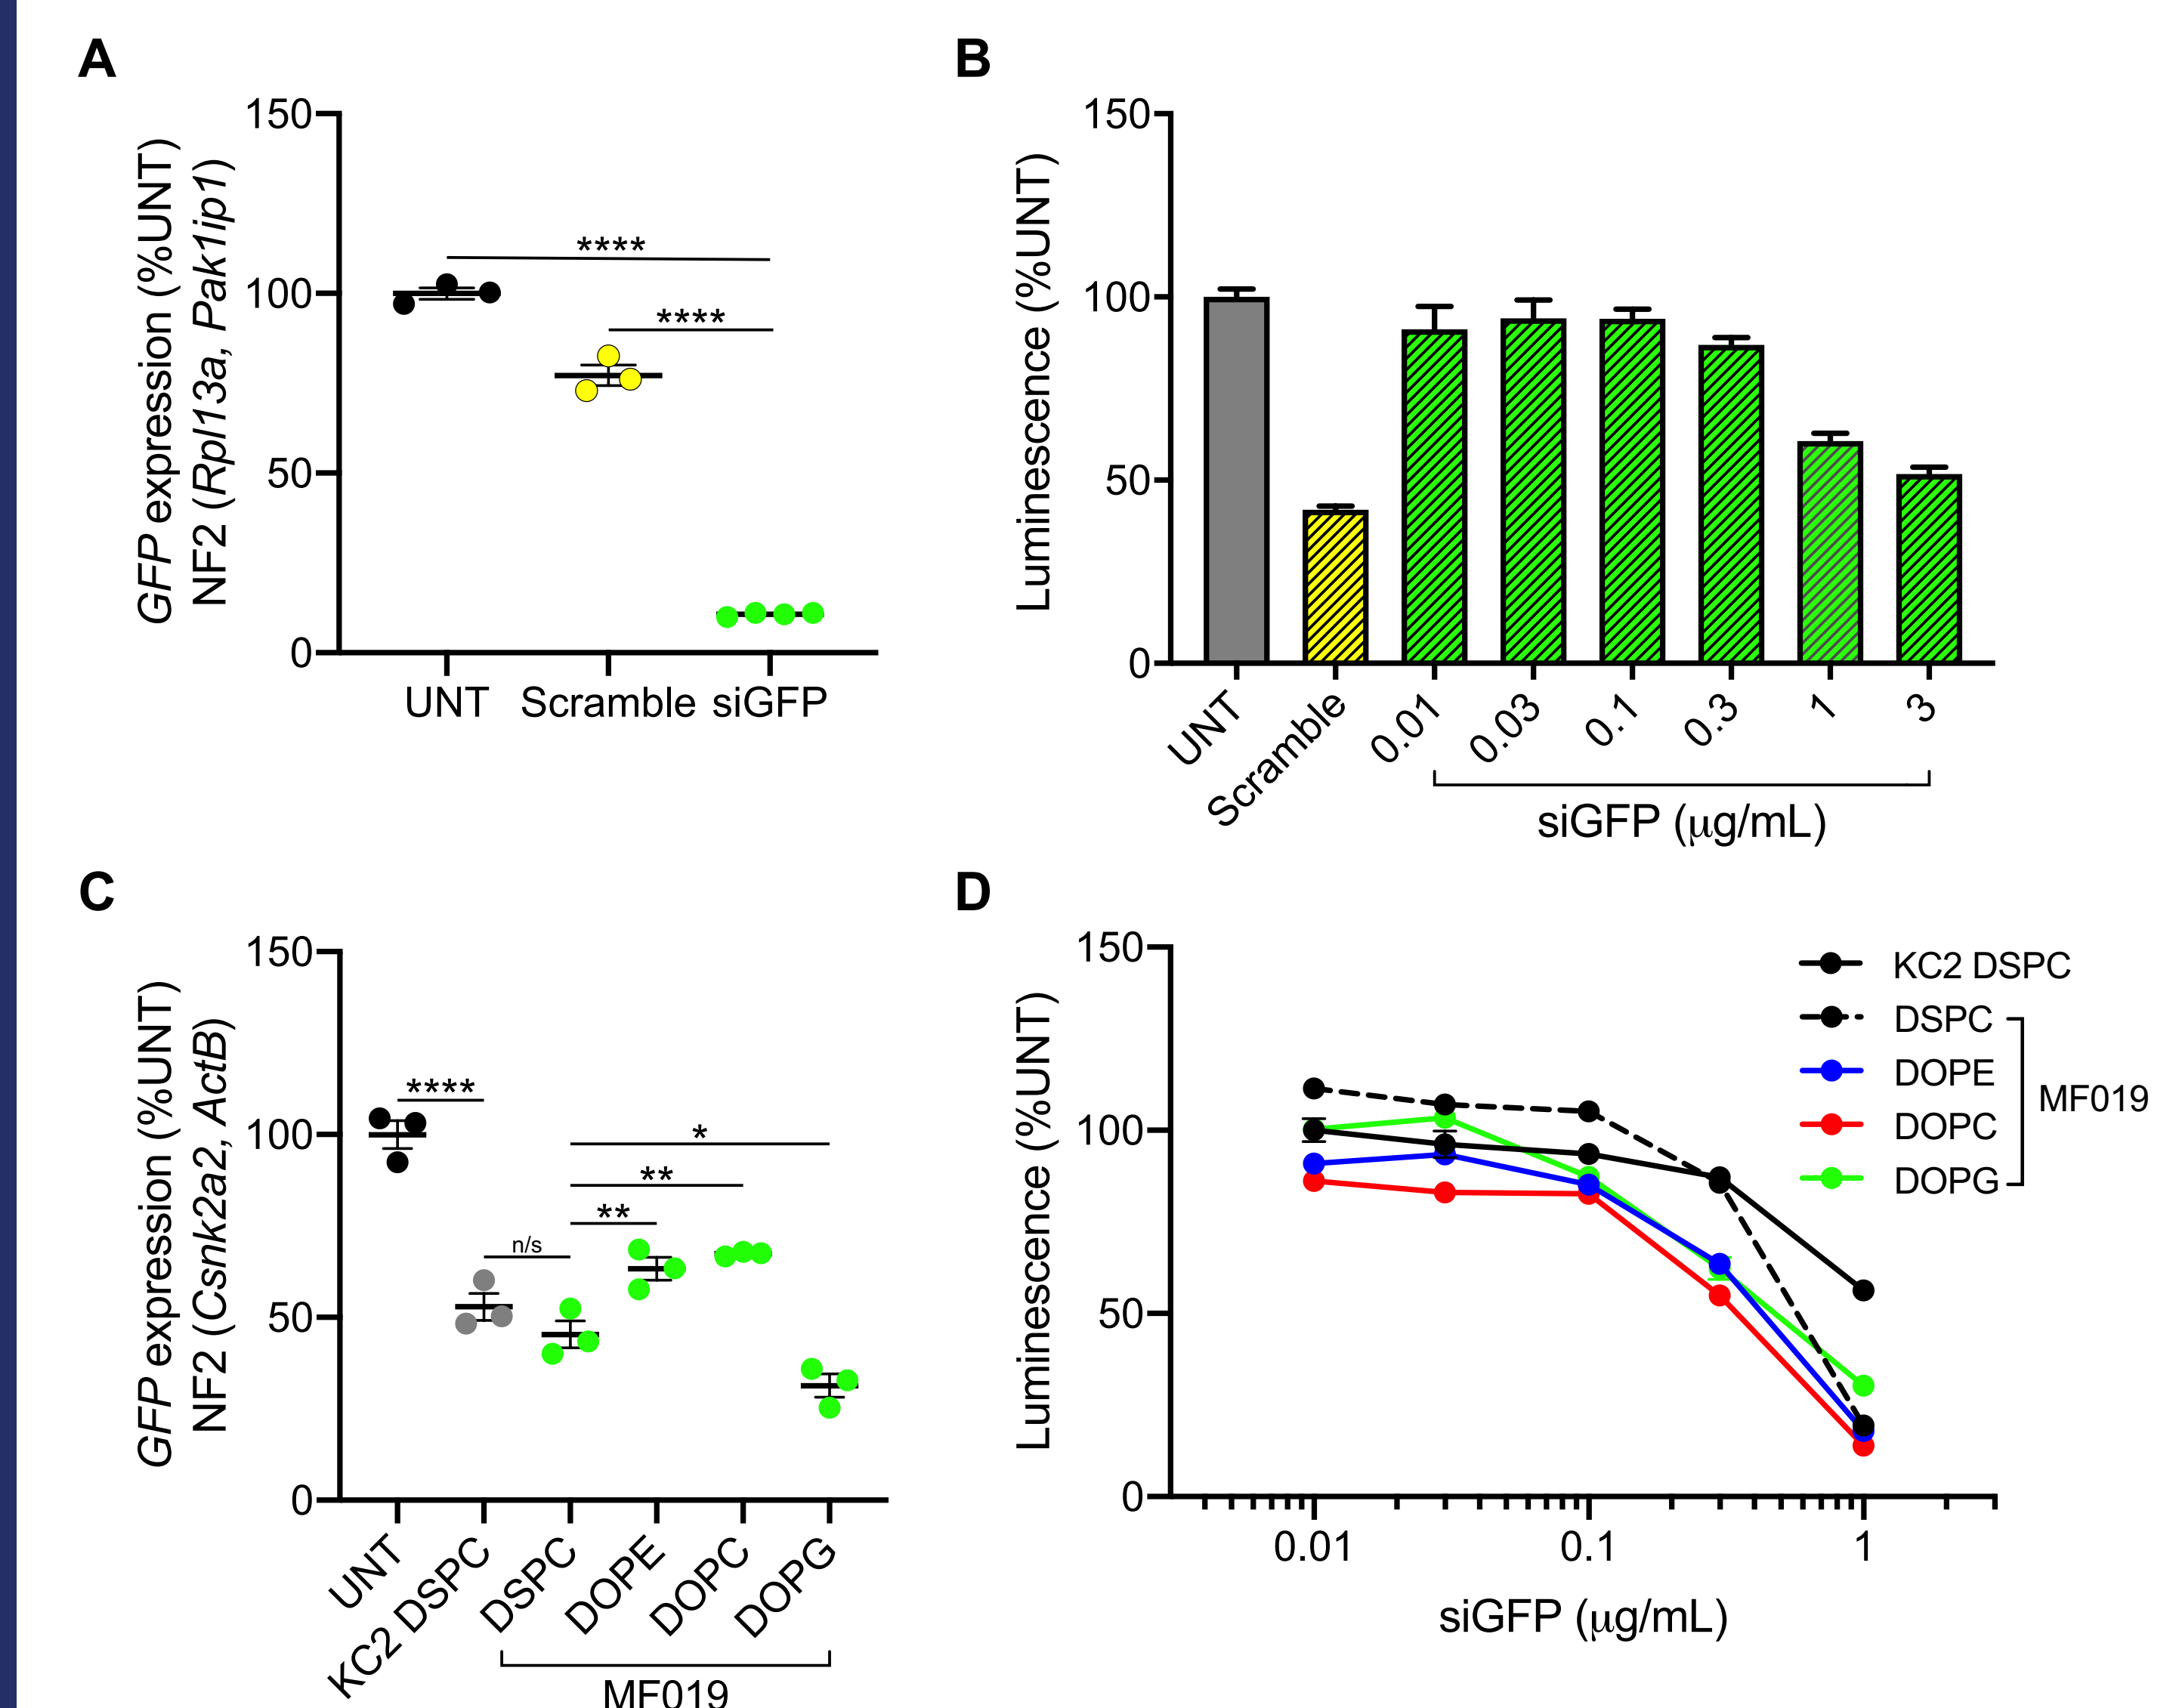 A
GFP expression (%UNT)
NF2 (Rpl13a, Pak1ip1)
150
100
50
0
****
****
UNT Scramble siGFP
B
Luminescence (%UNT)
150
100
50
0
UNT
Scramble
0.01
0.03
0.1
0.3
1
3
siGFP (μg/mL)
C
GFP expression (%UNT)
NF2 (Csnk2a2, ActB)
150
100
50
0
****
n/s
**
**
*
UNT
KC2 DSPC
DSPC
DOPE
DOPC
DOPG
MF019
D
Luminescence (%UNT)
150
100
50
0
0.01 0.1 1
siGFP (μg/mL)
KC2 DSPC
DSPC
DOPE
DOPC
DOPG
MF019